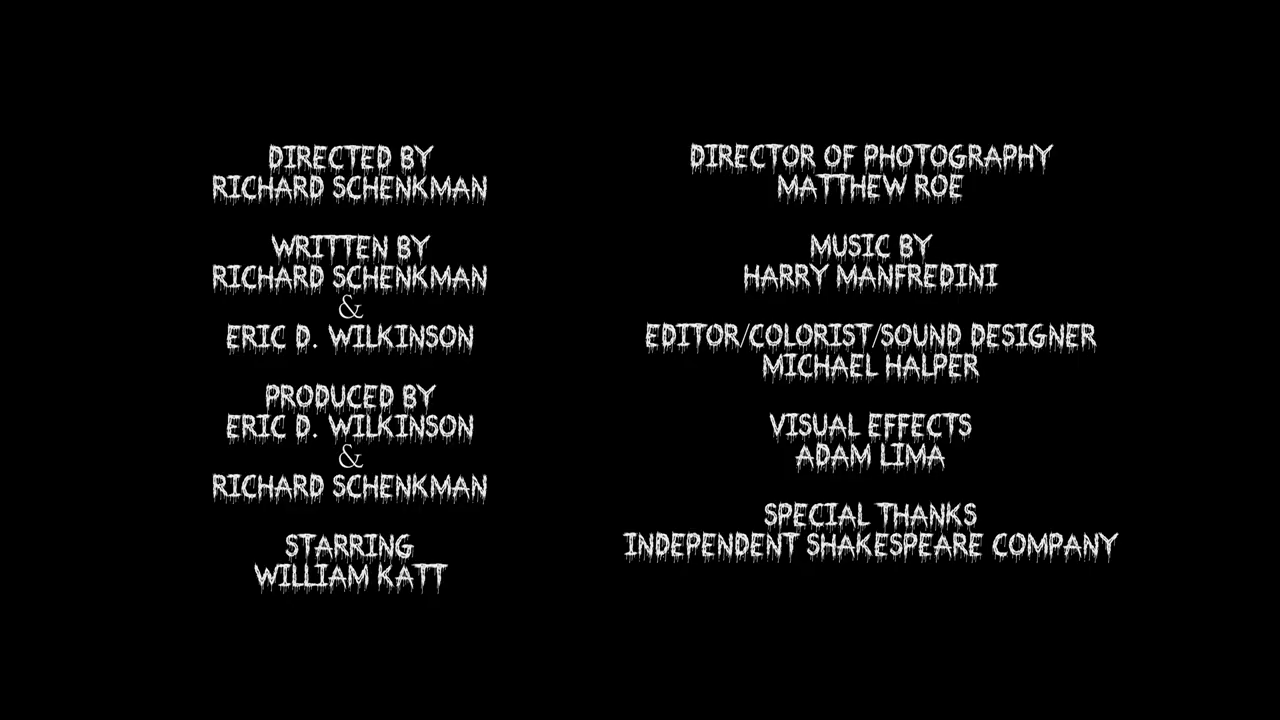 DIRECTED BY
RICHARD SCHENKMAN
WRITTEN BY
RICHARD SCHENKMAN
&
ERIC D. WILKINSON
PRODUCED BY
ERIC D. WILKINSON
&
RICHARD SCHENKMAN
STARRING
WILLIAM KATT
DIRECTOR OF PHOTOGRAPHY
MATTHEW ROE
MUSIC BY
HARRY MANFREDINI
EDITOR/COLORIST/SOUND DESIGNER
MICHAEL HALPER
VISUAL EFFECTS
ADAM LIMA
SPECIAL THANKS
INDEPENDENT SHAKESPEARE COMPANY